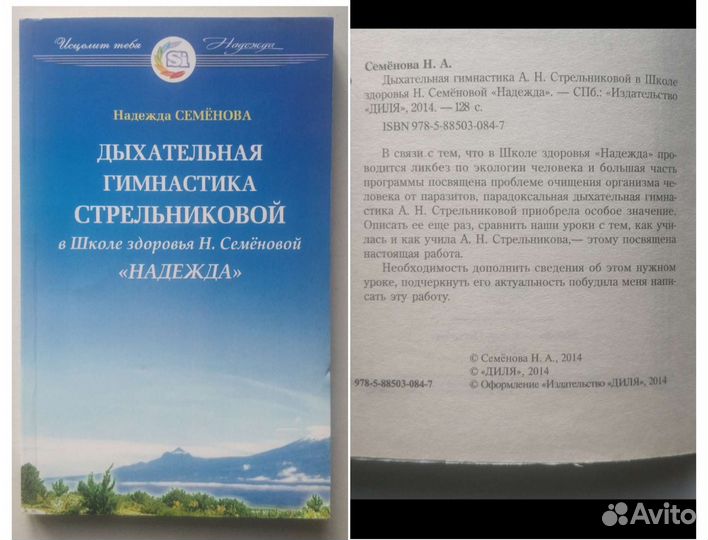 Исцелит тебя Надежда
Si
Надежда СЕМЁНОВА
ДЫХАТЕЛЬНАЯ
ГИМНАСТИКА
СТРЕЛЬНИКОВОЙ
в Школе здоровья Н. Семёновой
«НАДЕЖДА»
Семёнова Н. А.
Дыхательная гимнастика А. Н. Стрельниковой в Школе
здоровья Н. Семёновой «Надежда». — СПб.: «Издательство
«ДИЛЯ», 2014. — 128 с.
ISBN 978-5-88503-084-7
В связи с тем, что в Школе здоровья «Надежда» про-
водится ликбез по экологии человека и большая часть
программы посвящена проблеме очищения организма че-
ловека от паразитов, парадоксальная дыхательная гимна-
стика А. Н. Стрельниковой приобрела особое значение.
Описать ее еще раз, сравнить наши уроки с тем, как учи-
лась и как учила А. Н. Стрельникова,— этому посвящена
настоящая работа.
Необходимость дополнить сведения об этом нужном
уроке, подчеркнуть его актуальность побудила меня напи-
сать эту работу.
© Семёнова Н. А., 2014
© «ДИЛЯ», 2014
978-5-88503-084-7 © Оформление «Издательство «ДИЛЯ», 2014
Avito